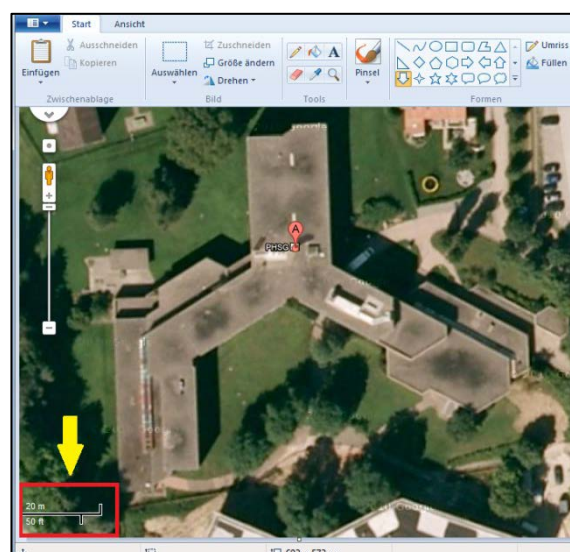 Start Ansicht
Ausschneiden
Kopieren
Einfügen
Zwischenablage
Auswählen
Zuschneiden
Größe ändern
Drehen
Bild
A
Tools
Pinsel
Formen
Umriss
Füllen
A
PHSG
20 m
50 ft